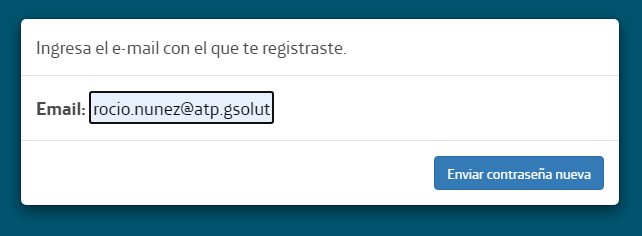 Ingresa el e-mail con el que te registraste.
Email: rocio.nunez@atp.gsolut
Enviar contraseña nueva